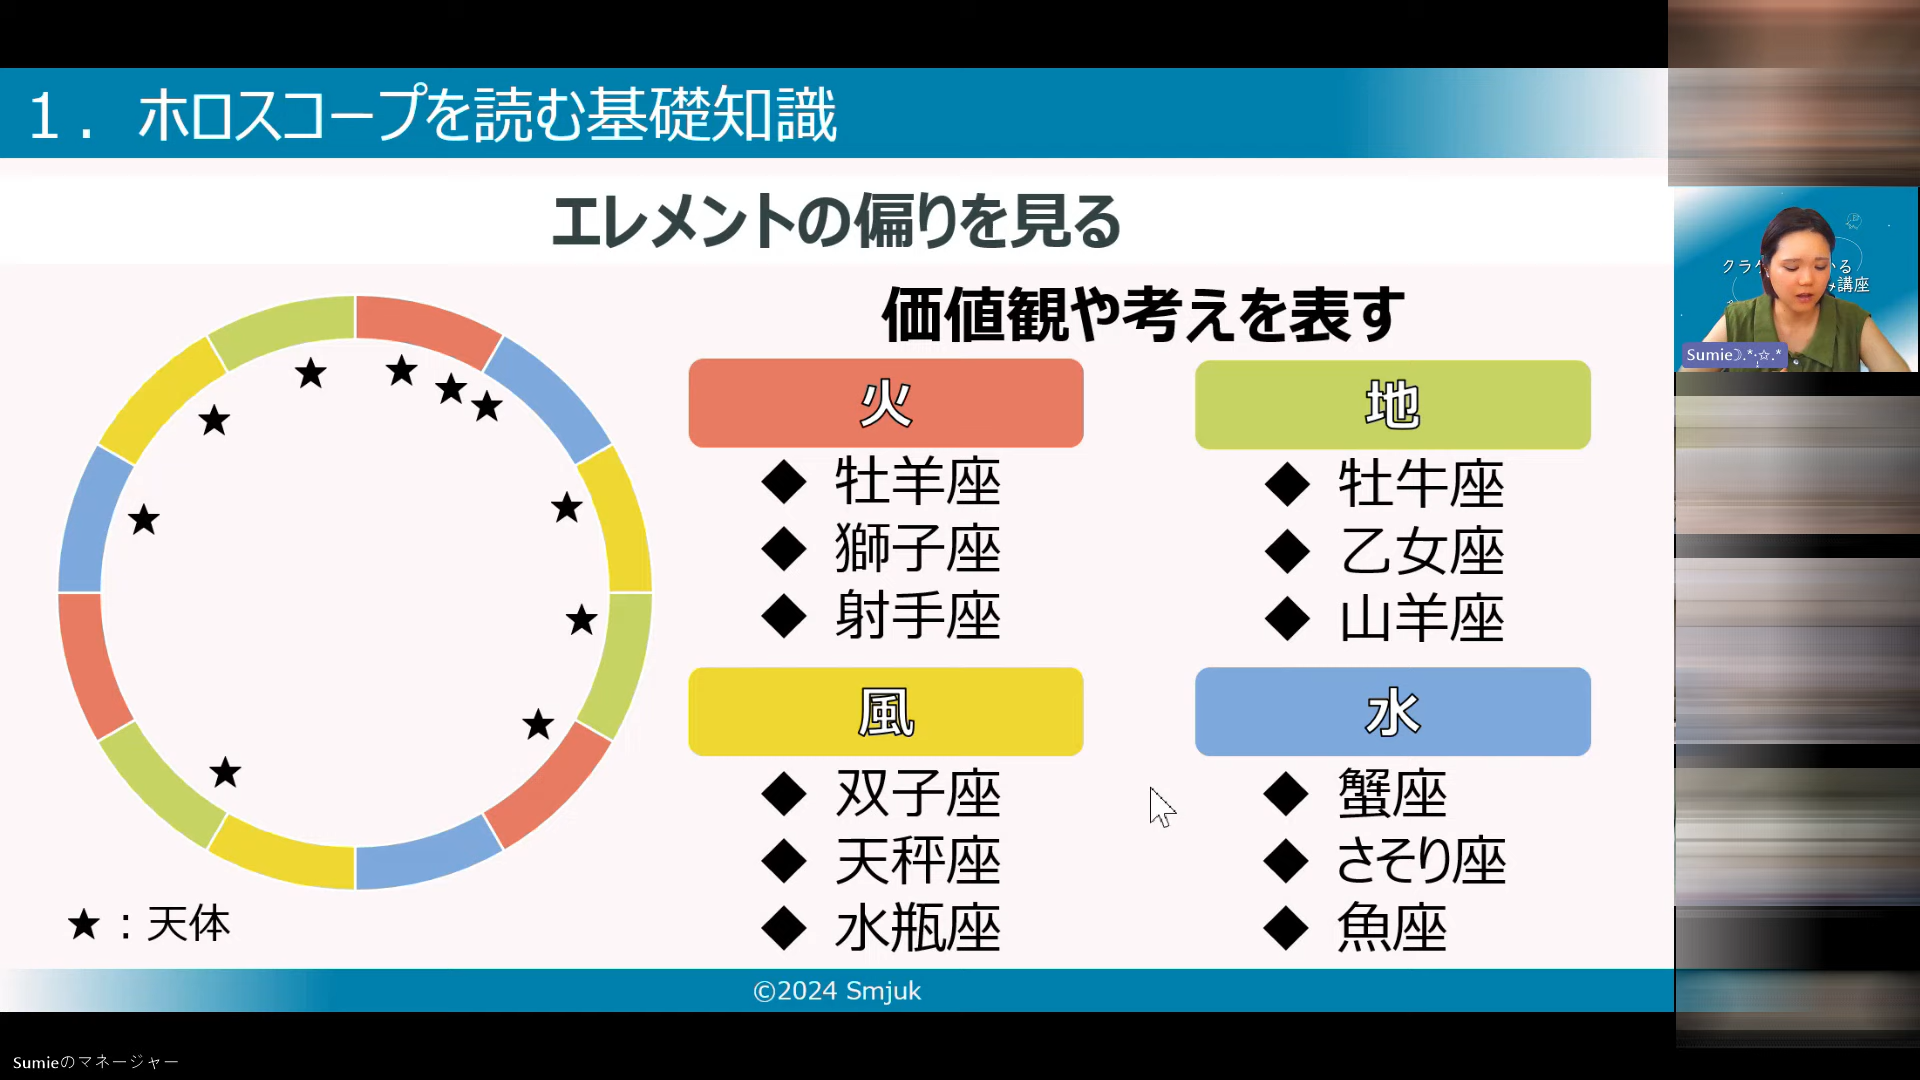 1． ホロスコープを読む基礎知識
エレメントの偏りを見る
価値観や考えを表す
火
◆ 牡羊座
◆ 獅子座
◆ 射手座
地
◆ 牡牛座
◆ 乙女座
◆ 山羊座
風
◆ 双子座
◆ 天秤座
◆ 水瓶座
水
◆ 蟹座
◆ さそり座
◆ 魚座
★：天体
©2024 Smjuk
クラ
る
講座
Sumie☽.*·̩͙☆.*
Sumieのマネージャー